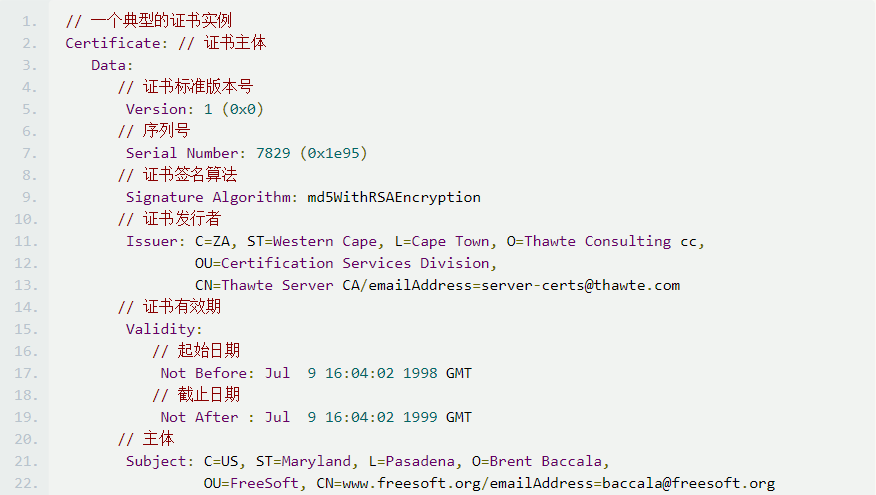 1. // 一个典型的证书实例
2. Certificate: // 证书主体
3. Data:
4. // 证书标准版本号
5. Version: 1 (0x0)
6. // 序列号
7. Serial Number: 7829 (0x1e95)
8. // 证书签名算法
9. Signature Algorithm: md5WithRSAEncryption
10. // 证书发行者
11. Issuer: C=ZA, ST=Western Cape, L=Cape Town, O=Thawte Consulting cc,
12. OU=Certification Services Division,
13. CN=Thawte Server CA/emailAddress=server-certs@thawte.com
14. // 证书有效期
15. Validity:
16. // 起始日期
17. Not Before: Jul  9 16:04:02 1998 GMT
18. // 截止日期
19. Not After : Jul  9 16:04:02 1999 GMT
20. // 主体
21. Subject: C=US, ST=Maryland, L=Pasadena, O=Brent Baccala,
22. OU=FreeSoft, CN=www.freesoft.org/emailAddress=baccala@freesoft.org